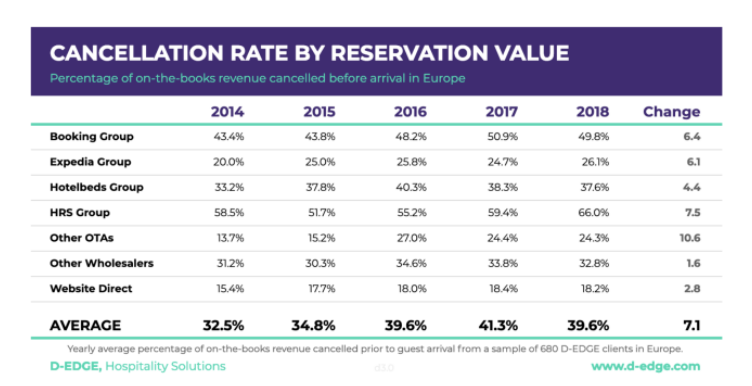 CANCELLATION RATE BY RESERVATION VALUE
Percentage of on-the-books revenue cancelled before arrival in Europe
2014 2015 2016 2017 2018 Change
Booking Group 43.4% 43.8% 48.2% 50.9% 49.8% 6.4
Expedia Group 20.0% 25.0% 25.8% 24.7% 26.1% 6.1
Hotelbeds Group 33.2% 37.8% 40.3% 38.3% 37.6% 4.4
HRS Group 58.5% 51.7% 55.2% 59.4% 66.0% 7.5
Other OTAs 13.7% 15.2% 27.0% 24.4% 24.3% 10.6
Other Wholesalers 31.2% 30.3% 34.6% 33.8% 32.8% 1.6
Website Direct 15.4% 17.7% 18.0% 18.4% 18.2% 2.8
AVERAGE 32.5% 34.8% 39.6% 41.3% 39.6% 7.1
Yearly average percentage of on-the-books revenue cancelled prior to guest arrival from a sample of 680 D-EDGE clients in Europe.
D-EDGE, Hospitality Solutions d3.0 www.d-edge.com